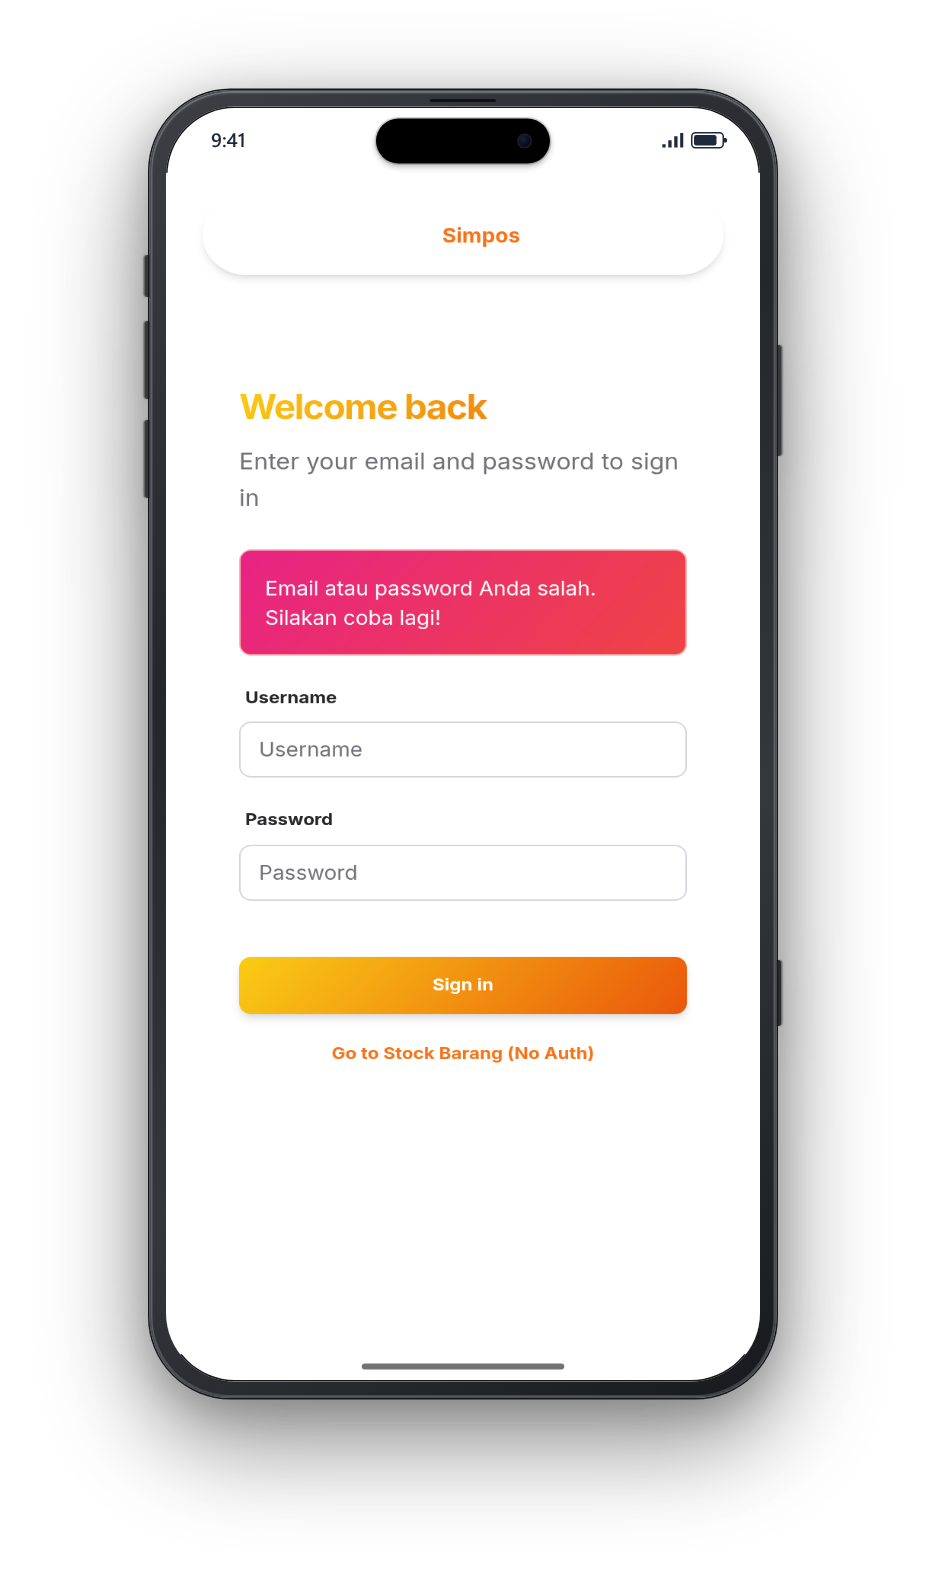 9:41
Simpos
Welcome back
Enter your email and password to sign
in
Email atau password Anda salah.
Silakan coba lagi!
Username
Username
Password
Password
Sign in
Go to Stock Barang (No Auth)